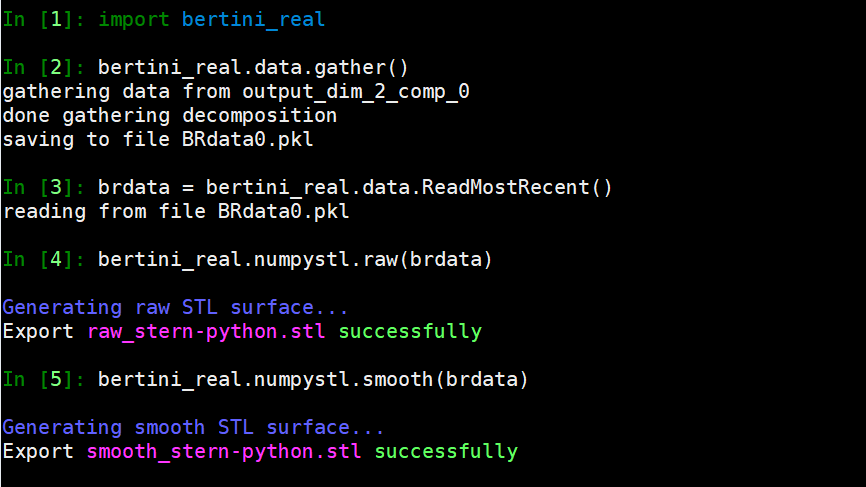 In [1]: import bertini_real
In [2]: bertini_real.data.gather()
gathering data from output_dim_2_comp_0
done gathering decomposition
saving to file BRdata0.pkl
In [3]: brdata = bertini_real.data.ReadMostRecent()
reading from file BRdata0.pkl
In [4]: bertini_real.numpystl.raw(brdata)
Generating raw STL surface...
Export raw_stern-python.stl successfully
In [5]: bertini_real.numpystl.smooth(brdata)
Generating smooth STL surface...
Export smooth_stern-python.stl successfully